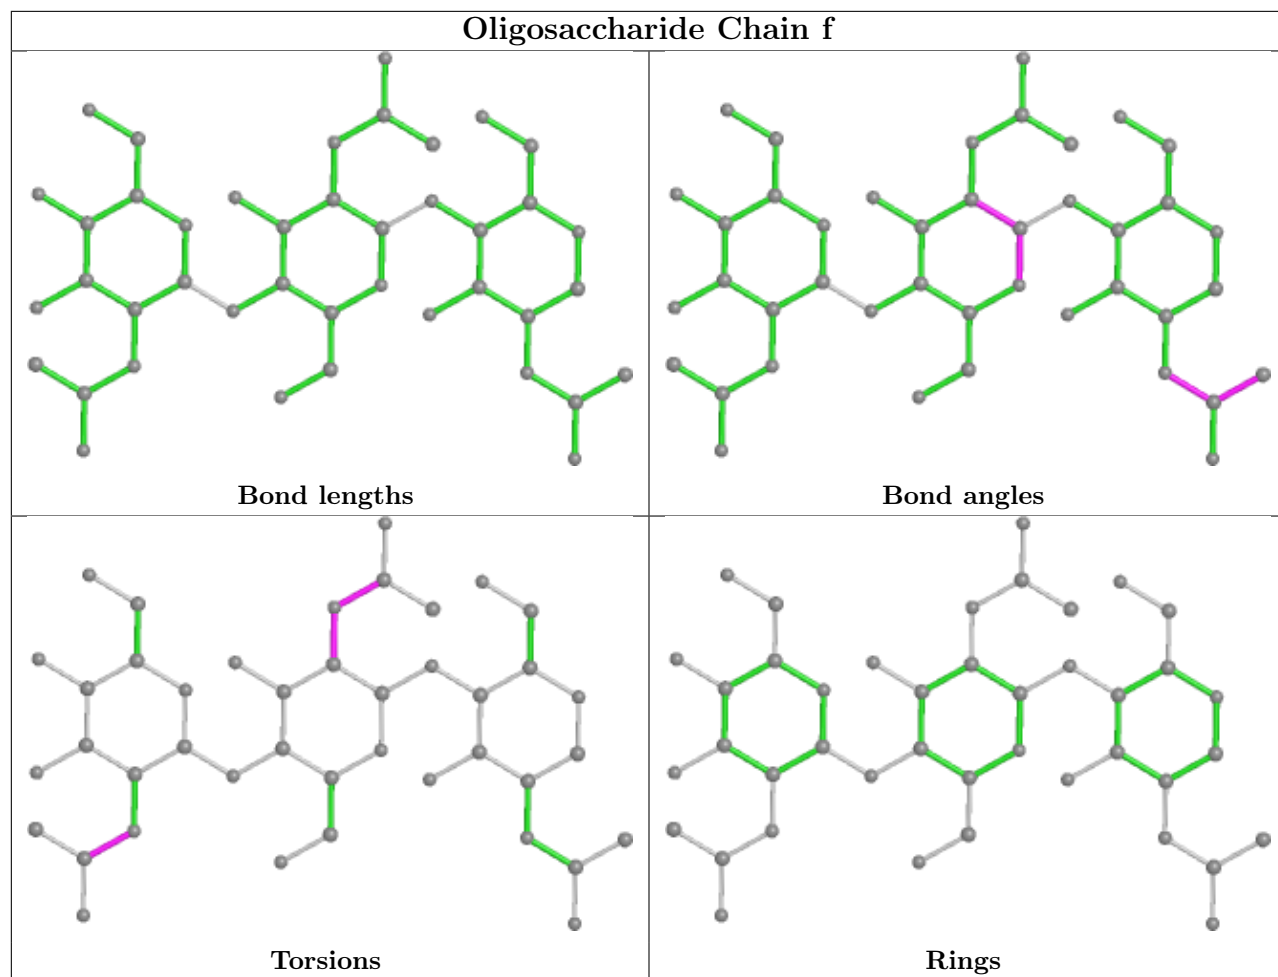 Oligosaccharide Chain f
Bond lengths
Bond angles
Torsions
Rings